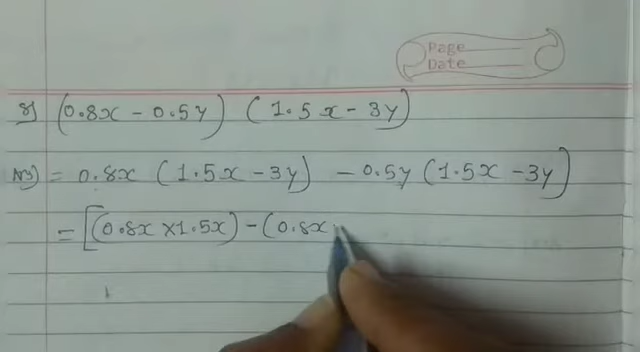 Page
Date
8) (0.8x - 0.5y) (1.5x - 3y)
Ans) = 0.8x (1.5x - 3y) - 0.5y (1.5x - 3y)
= [(0.8x × 1.5x) - (0.8x